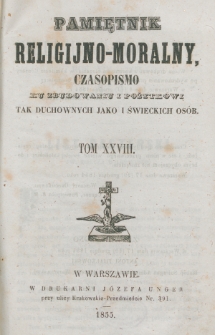 PAMIĘTNIK
RELIGIJNO-MORALNY,
CZASOPISMO
KU ZBUDOWANIU I POŻYTKOWI
TAK DUCHOWNYCH JAKO I ŚWIECKICH OSÓB.
TOM XXVIII.
W WARSZAWIE.
W DRUKARNI JÓZEFA UNGER
przy ulicy Krakowskie-Przedmieście Nr. 391.
1855.